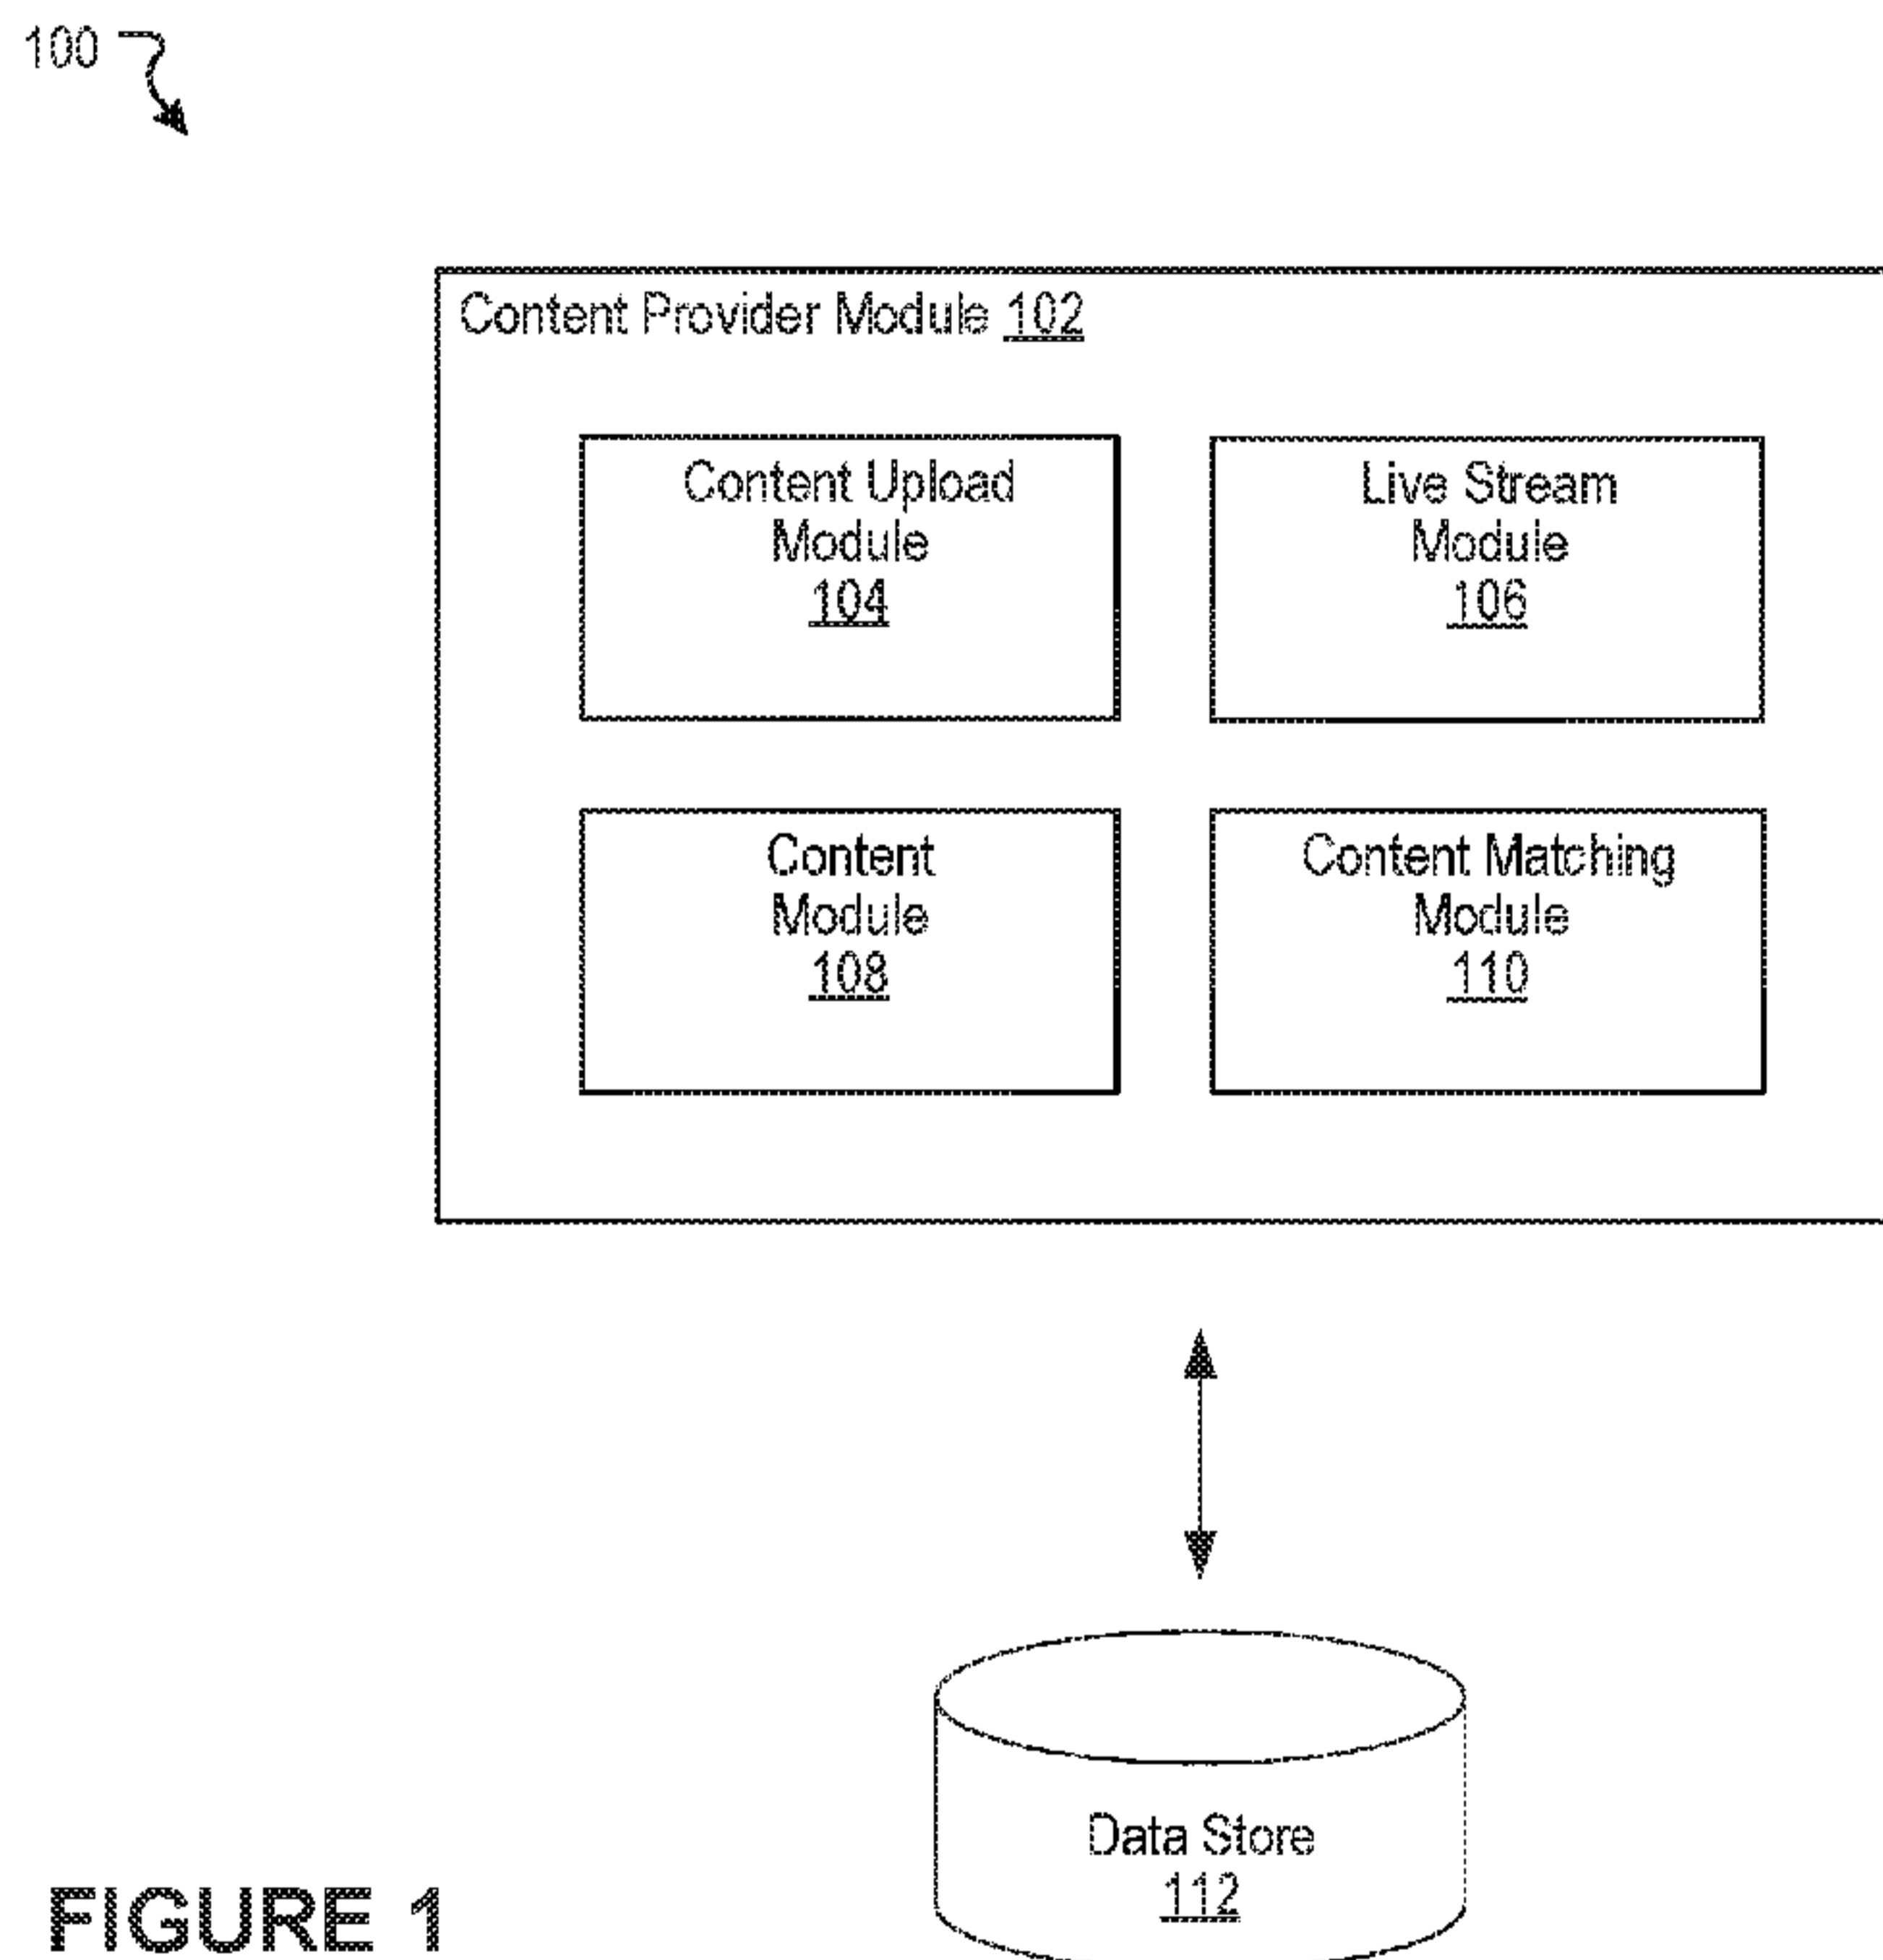 100
Content Provider Module 102
Content Upload
Module
104
Live Stream
Module
106
Content
Module
108
Content Matching
Module
110
Data Store
112
FIGURE 1